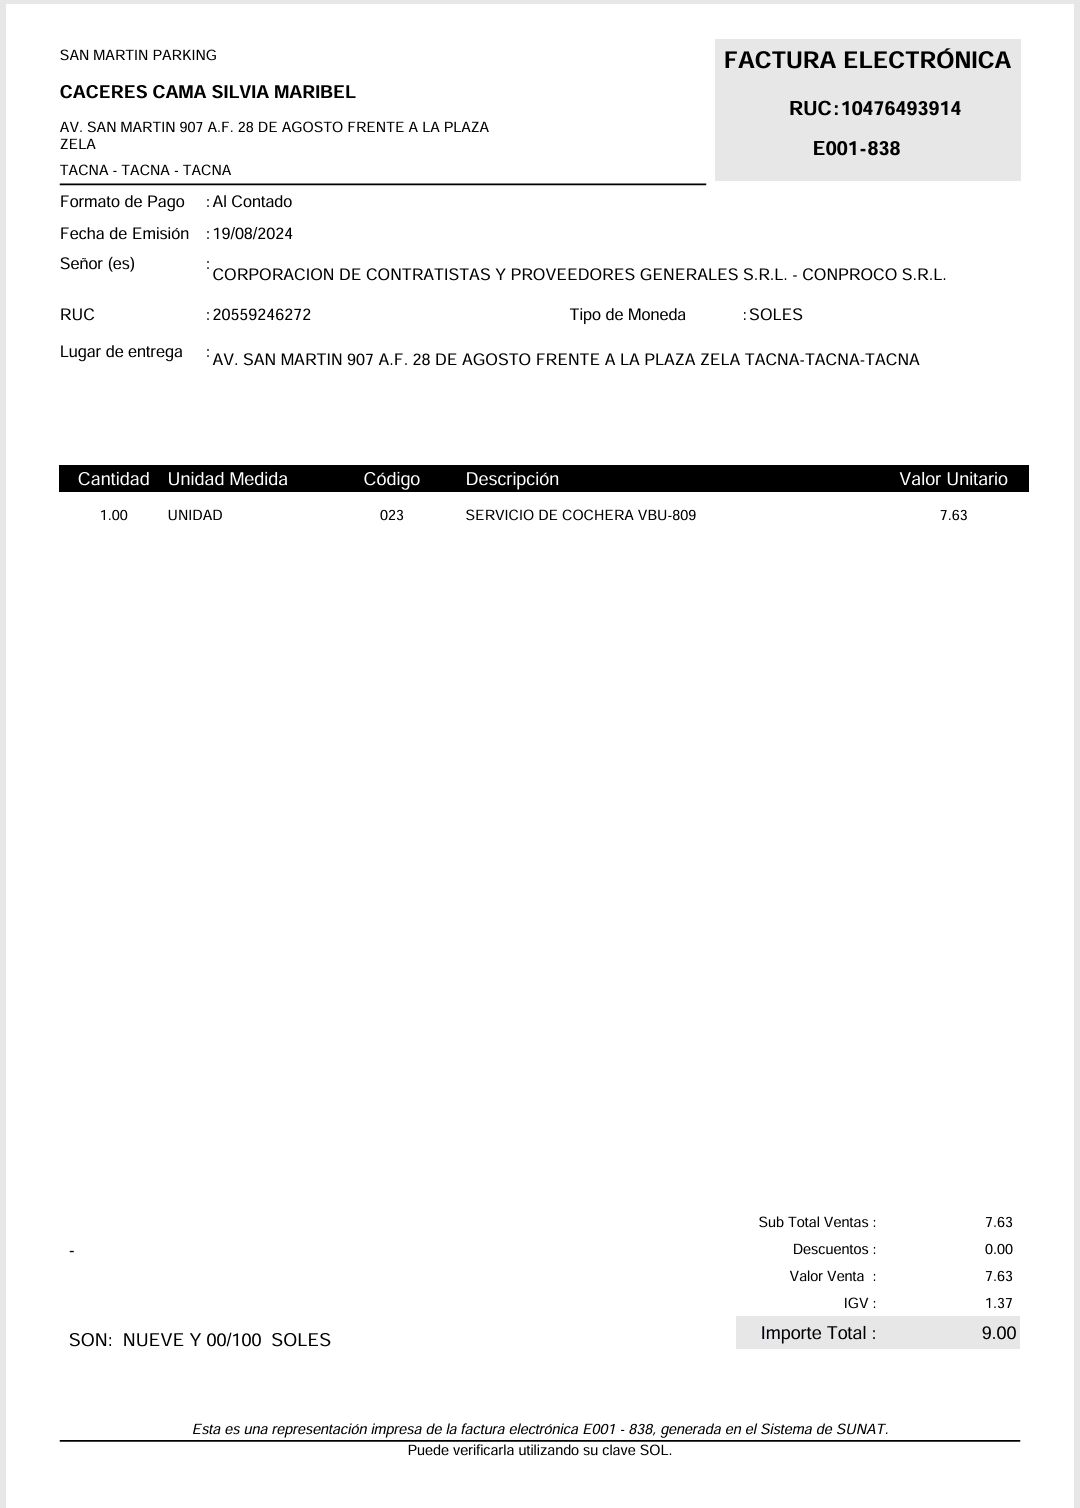 SAN MARTIN PARKING
CACERES CAMA SILVIA MARIBEL
AV. SAN MARTIN 907 A.F. 28 DE AGOSTO FRENTE A LA PLAZA
ZELA
TACNA - TACNA - TACNA
FACTURA ELECTRÓNICA
RUC:10476493914
E001-838
Formato de Pago : Al Contado
Fecha de Emisión : 19/08/2024
Señor (es) : CORPORACION DE CONTRATISTAS Y PROVEEDORES GENERALES S.R.L. - CONPROCO S.R.L.
RUC : 20559246272 Tipo de Moneda : SOLES
Lugar de entrega : AV. SAN MARTIN 907 A.F. 28 DE AGOSTO FRENTE A LA PLAZA ZELA TACNA-TACNA-TACNA
Cantidad Unidad Medida Código Descripción Valor Unitario
1.00 UNIDAD 023 SERVICIO DE COCHERA VBU-809 7.63
Sub Total Ventas : 7.63
- Descuentos : 0.00
Valor Venta : 7.63
IGV : 1.37
Importe Total : 9.00
SON: NUEVE Y 00/100 SOLES
Esta es una representación impresa de la factura electrónica E001 - 838, generada en el Sistema de SUNAT.
Puede verificarla utilizando su clave SOL.